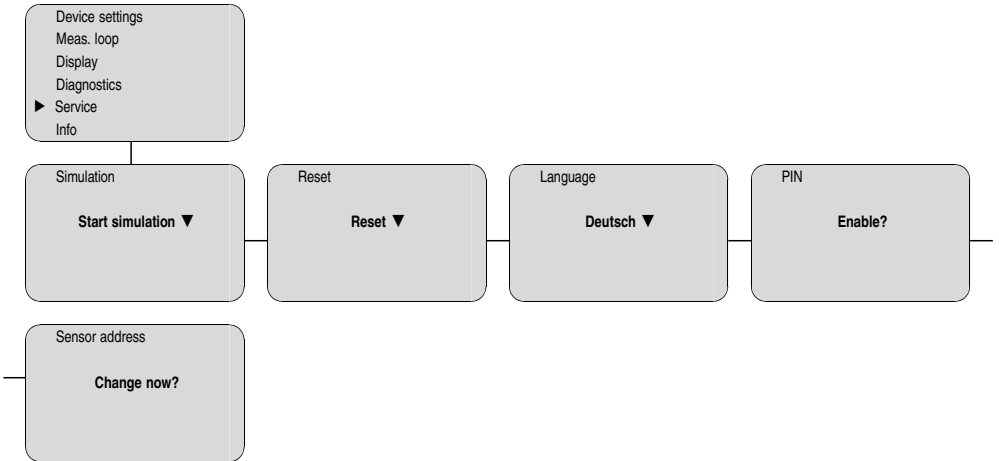 Device settings
Meas. loop
Display
Diagnostics
▶ Service
Info
Simulation
Start simulation ▼
Reset
Reset ▼
Language
Deutsch ▼
PIN
Enable?
Sensor address
Change now?